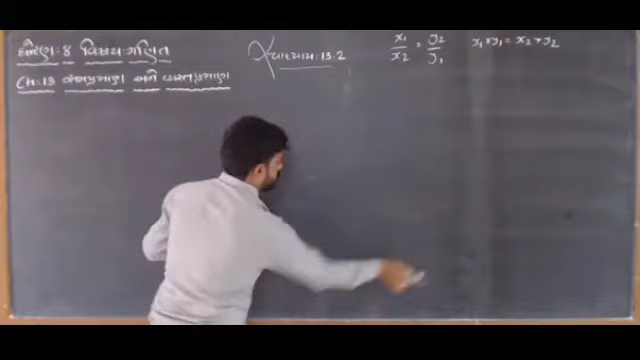 ધોરણ: 8 વિષય: ગણિત
CH: 13 સમપ્રમાણ અને વ્યસ્તપ્રમાણ
સ્વાધ્યાય: 13.2
x₁/x₂ = y₂/y₁
x₁ × y₁ = x₂ × y₂